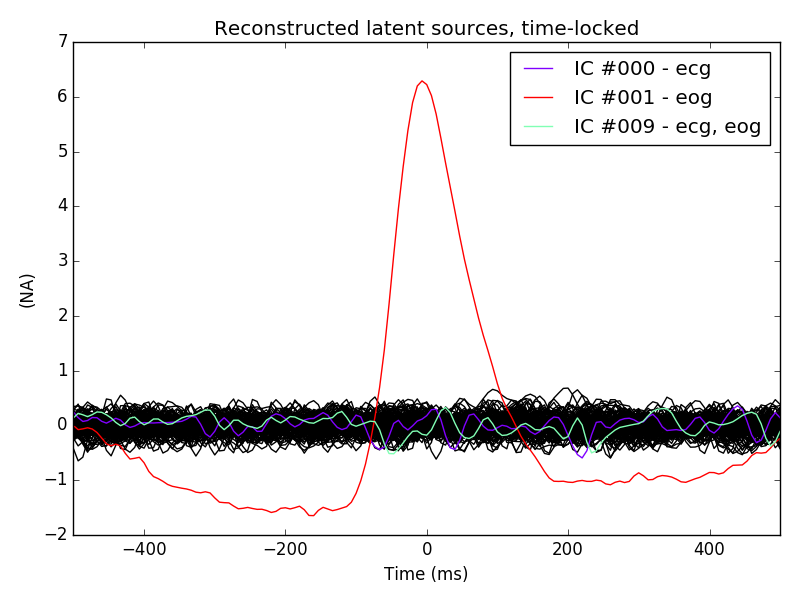 Reconstructed latent sources, time-locked
7
6
5
4
3
2
1
0
−1
−2
(NA)
IC #000 - ecg
IC #001 - eog
IC #009 - ecg, eog
−400
−200
0
200
400
Time (ms)